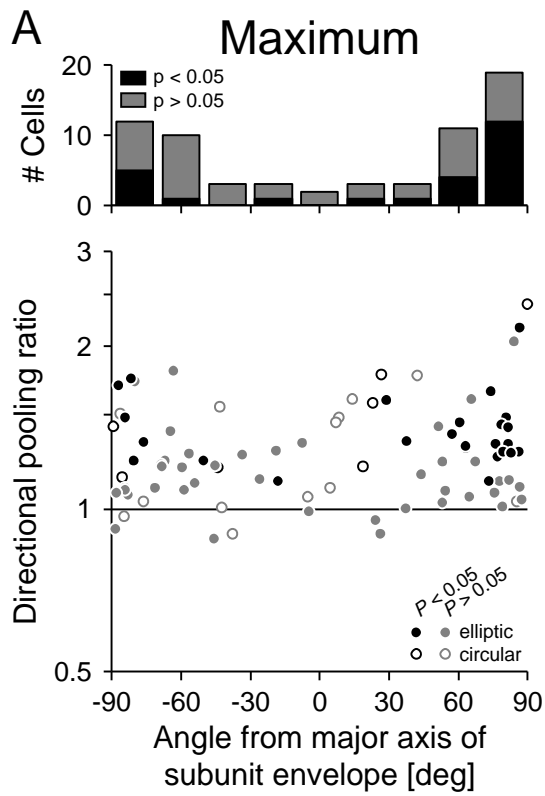 A
Maximum
20
10
0
# Cells
p < 0.05
p > 0.05
3
2
1
0.5
Directional pooling ratio
P < 0.05
P > 0.05
elliptic
circular
-90 -60 -30 0 30 60 90
Angle from major axis of
subunit envelope [deg]